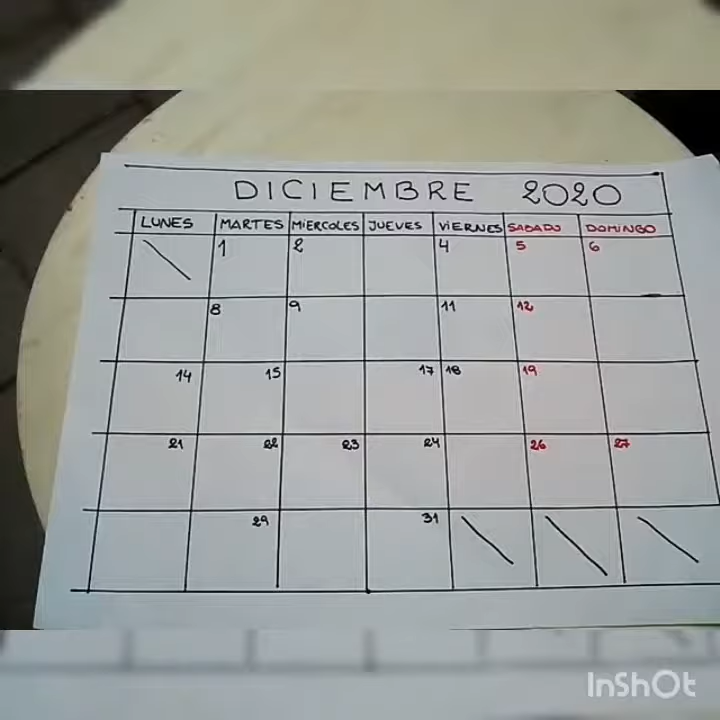 DICIEMBRE 2020
LUNES MARTES MIERCOLES JUEVES VIERNES SABADO DOMINGO
1 2 4 5 6
8 9 11 12
14 15 17 18 19
21 22 23 24 26 27
29 31
InShOt